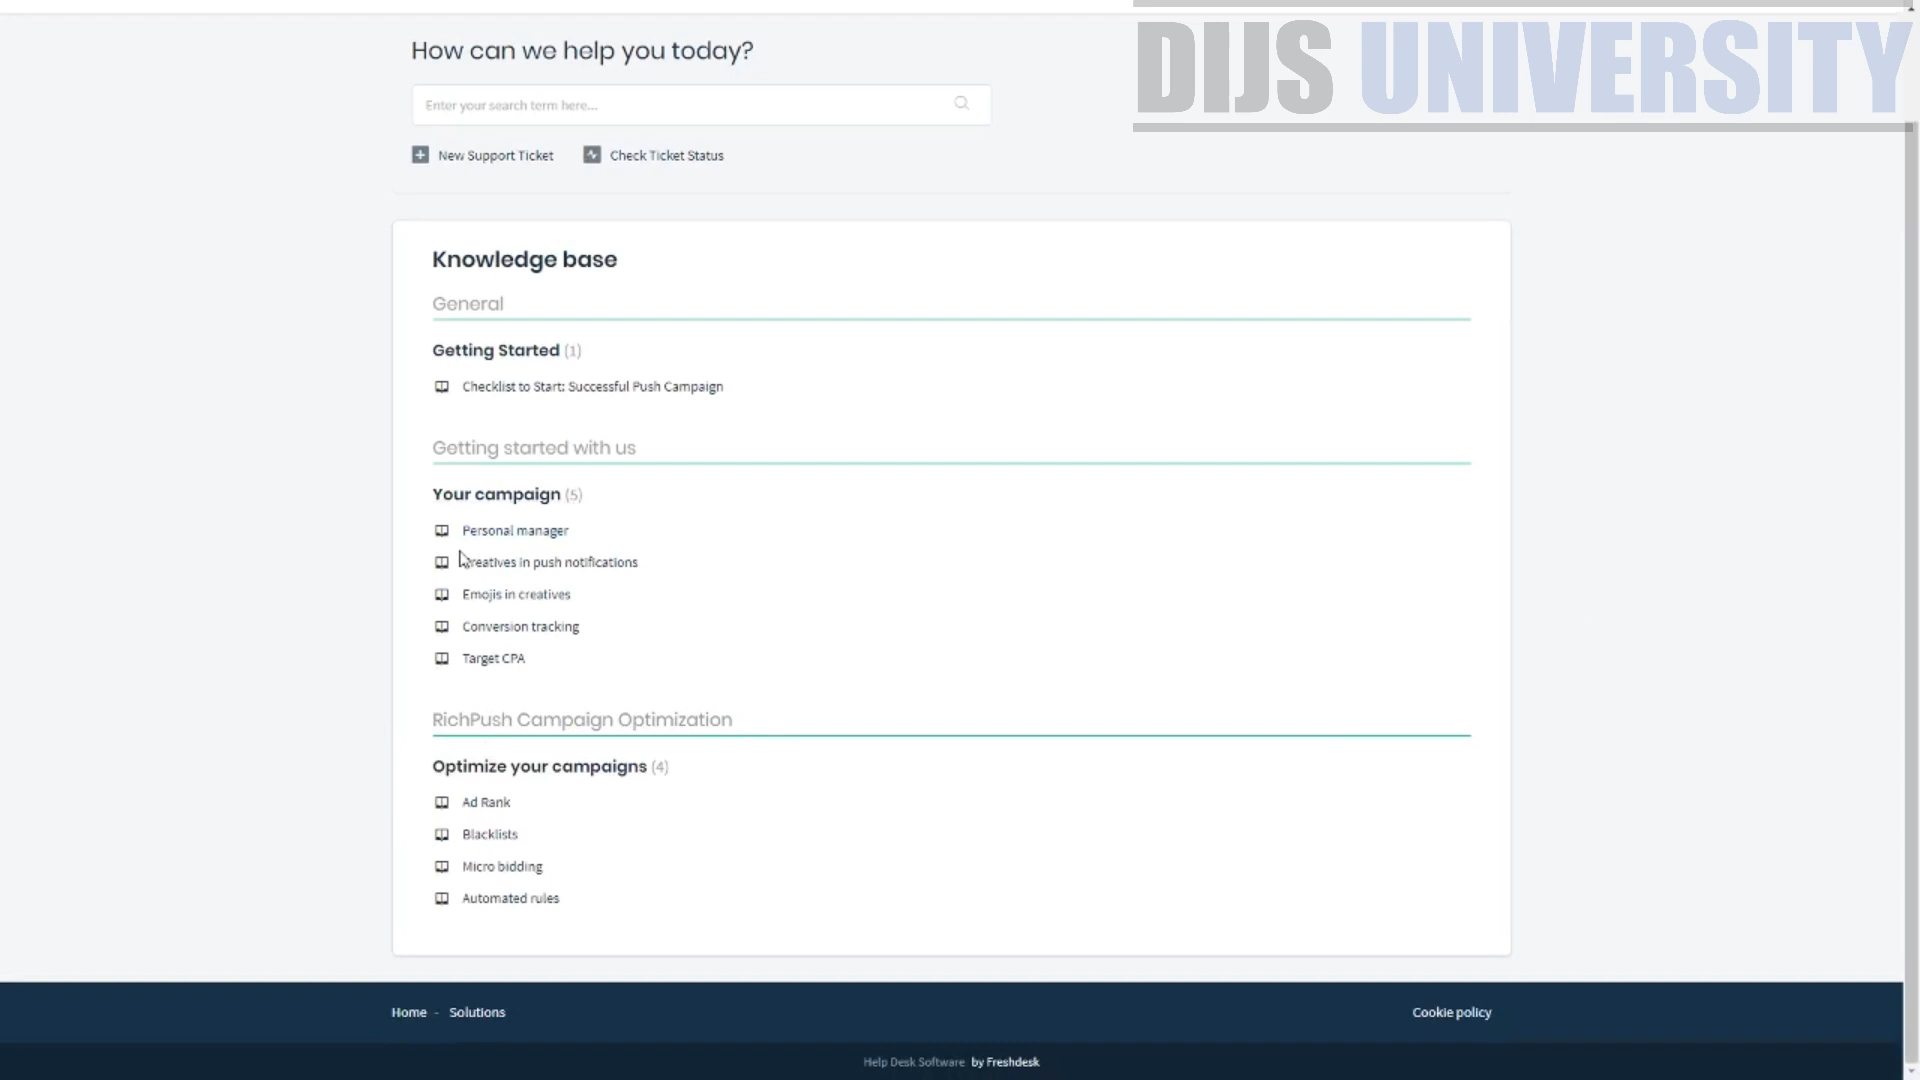 DIJS UNIVERSITY
How can we help you today?
Enter your search term here...
New Support Ticket
Check Ticket Status
Knowledge base
General
Getting Started (1)
Checklist to Start: Successful Push Campaign
Getting started with us
Your campaign (5)
Personal manager
Creatives in push notifications
Emojis in creatives
Conversion tracking
Target CPA
RichPush Campaign Optimization
Optimize your campaigns (4)
Ad Rank
Blacklists
Micro bidding
Automated rules
Home - Solutions
Cookie policy
Help Desk Software by Freshdesk